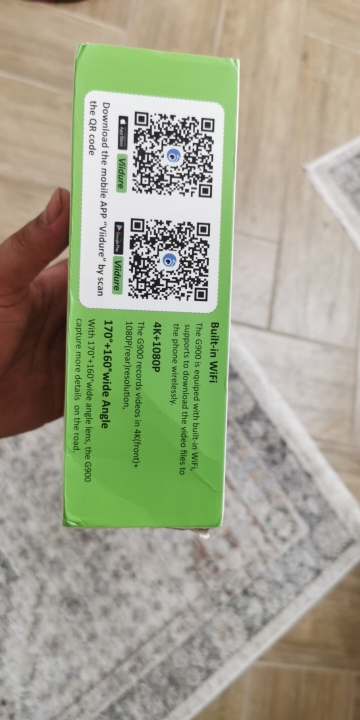 App Store
Viidure
Google Play
Viidure
Download the mobile APP "Viidure" by scan
the QR code
Built-in WiFi
The G900 is equiped with built-in WiFi,
supports to download the video files to
the phone wirelessly.
4K+1080P
The G900 records videos in 4K(front)+
1080P(rear)resolution,
170°+160°wide Angle
With 170°+160°wide angle lens, the G900
capture more details on the road.